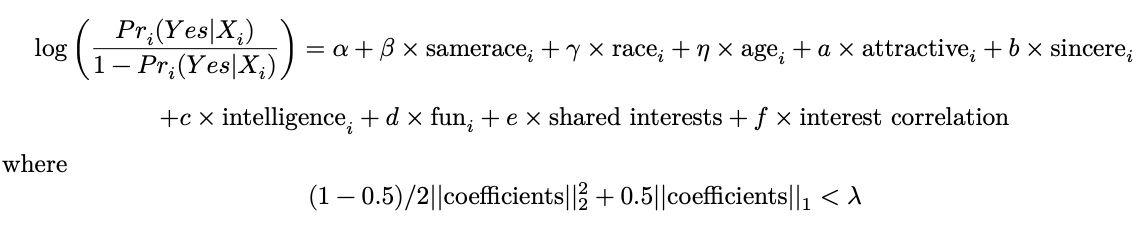 log(Pr_i(Yes|X_i) / 1 − Pr_i(Yes|X_i)) = α + β × samerace_i + γ × race_i + η × age_i + a × attractive_i + b × sincere_i
+c × intelligence_i + d × fun_i + e × shared interests + f × interest correlation
where
(1 − 0.5)/2||coefficients||_2^2 + 0.5||coefficients||_1 < λ